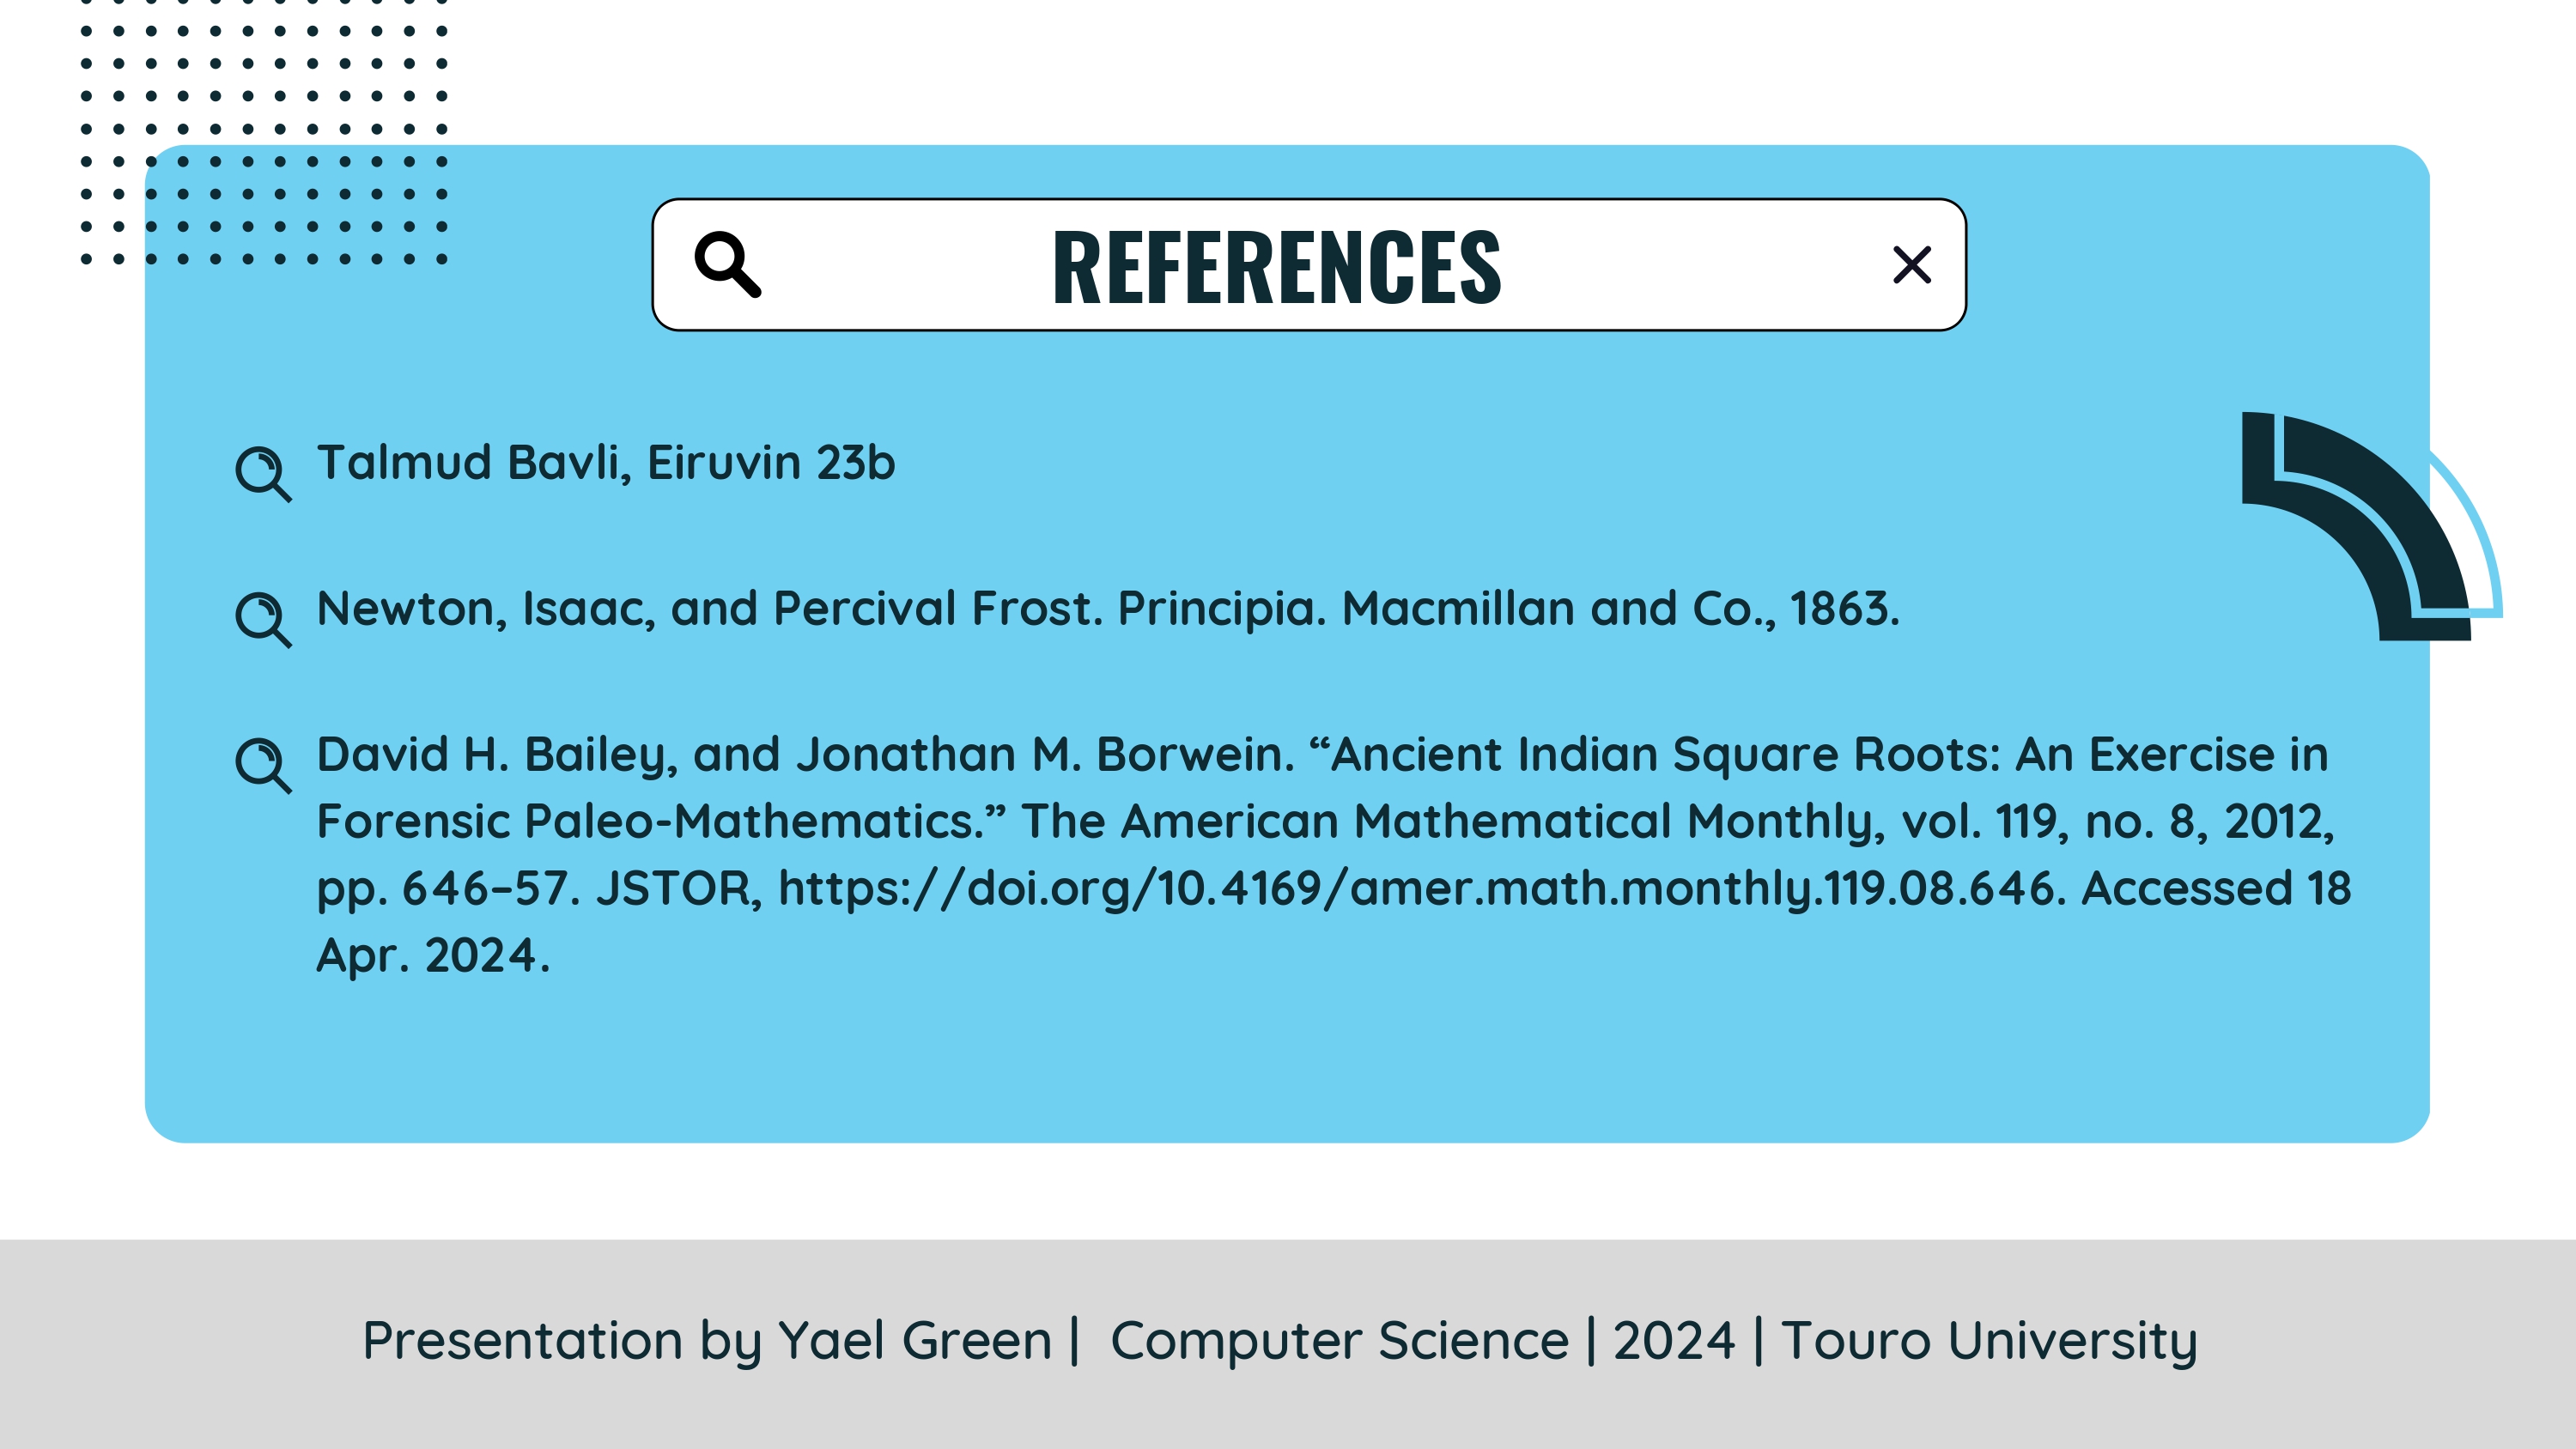 REFERENCES
Talmud Bavli, Eiruvin 23b
Newton, Isaac, and Percival Frost. Principia. Macmillan and Co., 1863.
David H. Bailey, and Jonathan M. Borwein. “Ancient Indian Square Roots: An Exercise in
Forensic Paleo-Mathematics.” The American Mathematical Monthly, vol. 119, no. 8, 2012,
pp. 646–57. JSTOR, https://doi.org/10.4169/amer.math.monthly.119.08.646. Accessed 18
Apr. 2024.
Presentation by Yael Green | Computer Science | 2024 | Touro University